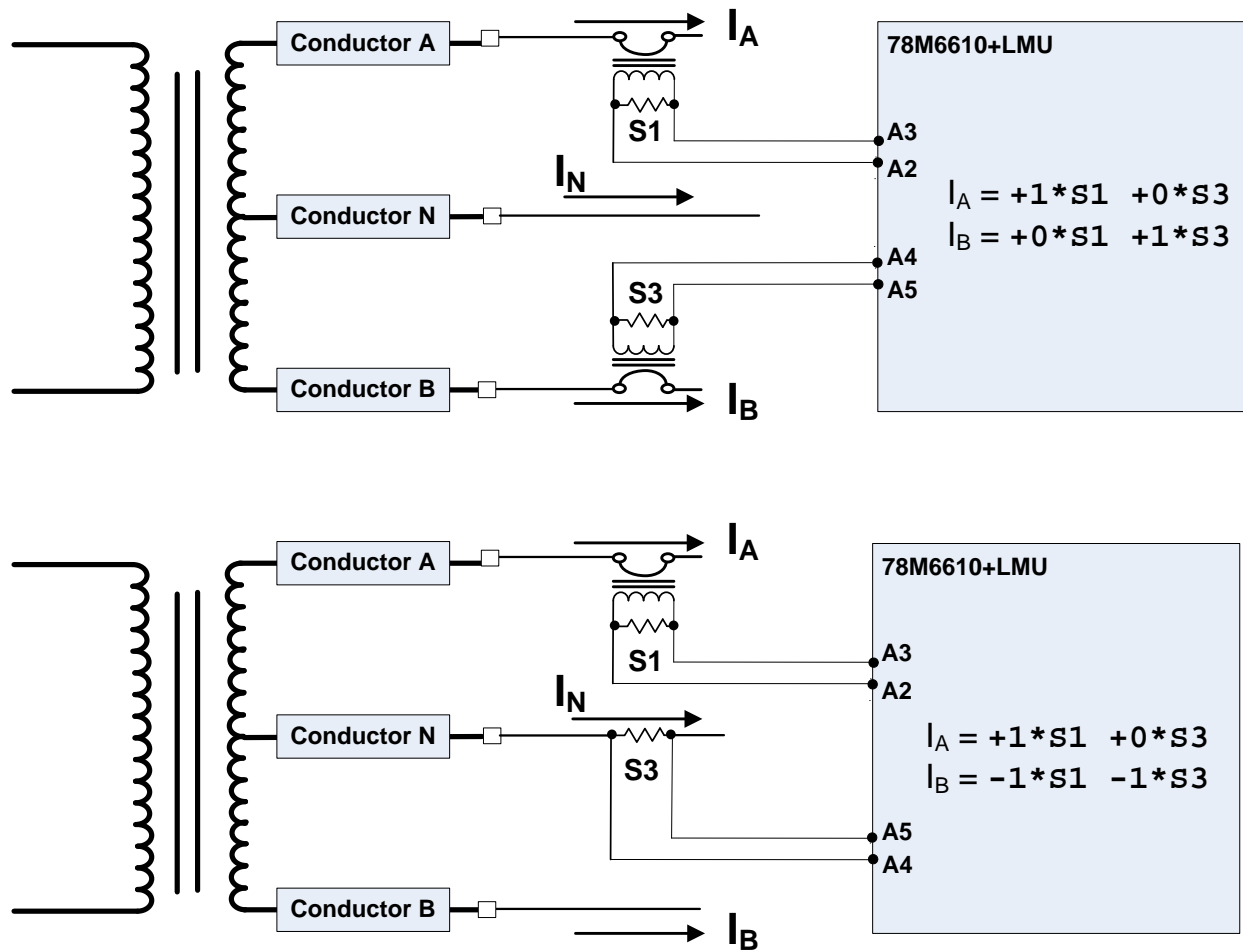 Conductor A
I_A
78M6610+LMU
S1
A3
A2
I_N
Conductor N
I_A = +1*S1 +0*S3
I_B = +0*S1 +1*S3
A4
A5
S3
Conductor B
I_B
Conductor A
I_A
78M6610+LMU
S1
A3
A2
I_N
Conductor N
S3
I_A = +1*S1 +0*S3
I_B = -1*S1 -1*S3
A5
A4
Conductor B
I_B